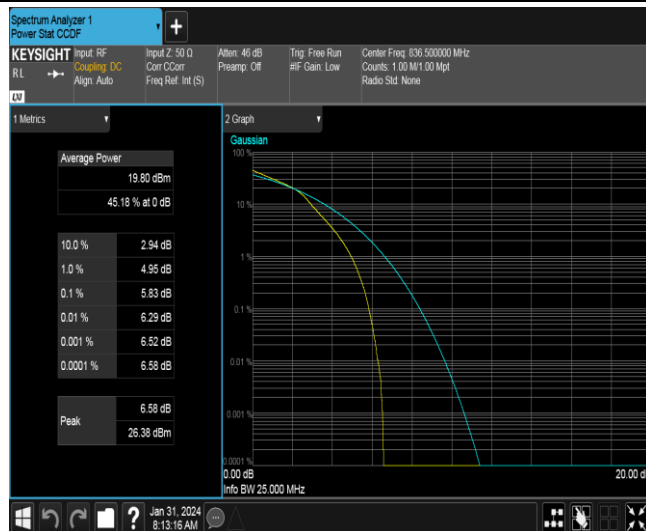 Spectrum Analyzer 1
Power Stat CCDF
+
KEYSIGHT
RL
Input: RF
Coupling: DC
Align: Auto
Input Z: 50 Ω
Corr CCorr
Freq Ref: Int (S)
Atten: 46 dB
Preamp: Off
Trig: Free Run
#IF Gain: Low
Center Freq: 836.500000 MHz
Counts: 1.00 M/1.00 Mpt
Radio Std: None
1 Metrics
Average Power
19.80 dBm
45.18 % at 0 dB
10.0 % 2.94 dB
1.0 % 4.95 dB
0.1 % 5.83 dB
0.01 % 6.29 dB
0.001 % 6.52 dB
0.0001 % 6.58 dB
Peak
6.58 dB
26.38 dBm
2 Graph
Gaussian
100 %
10 %
1 %
0.1 %
0.01 %
0.001 %
0.0001 %
0.00 dB
20.00 d
Info BW 25.000 MHz
?
Jan 31, 2024
8:13:16 AM